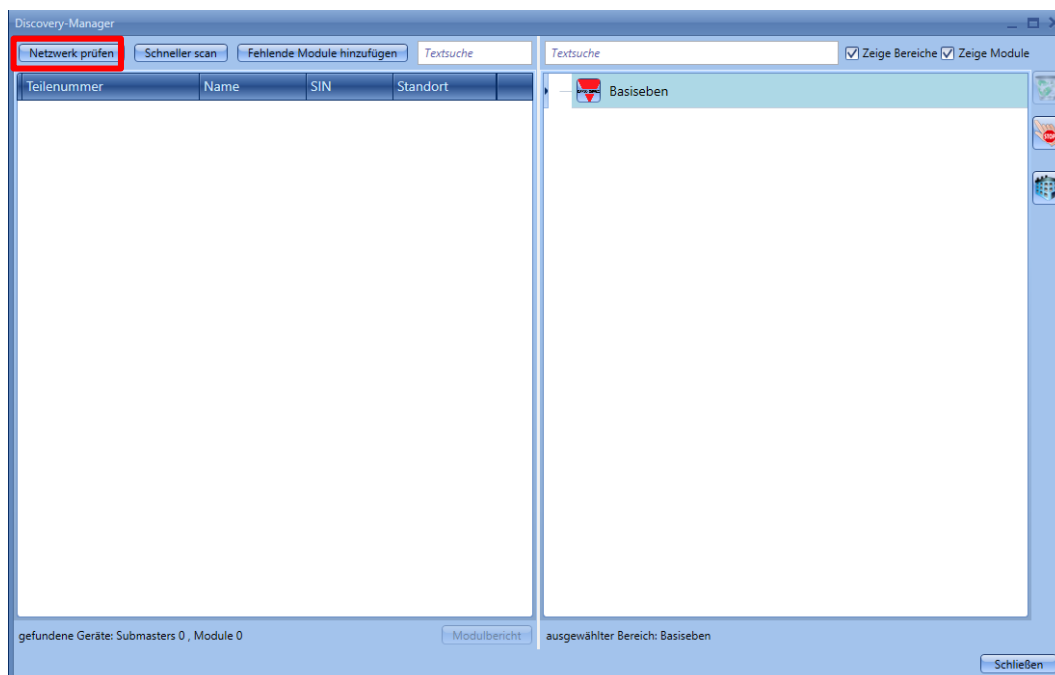 Discovery-Manager
Netzwerk prüfen Schneller scan Fehlende Module hinzufügen Textsuche Textsuche Zeige Bereiche Zeige Module
Teilenummer Name SIN Standort
Basiseben
STOP
gefundene Geräte: Submasters 0 , Module 0 Modulbericht ausgewählter Bereich: Basiseben
Schließen